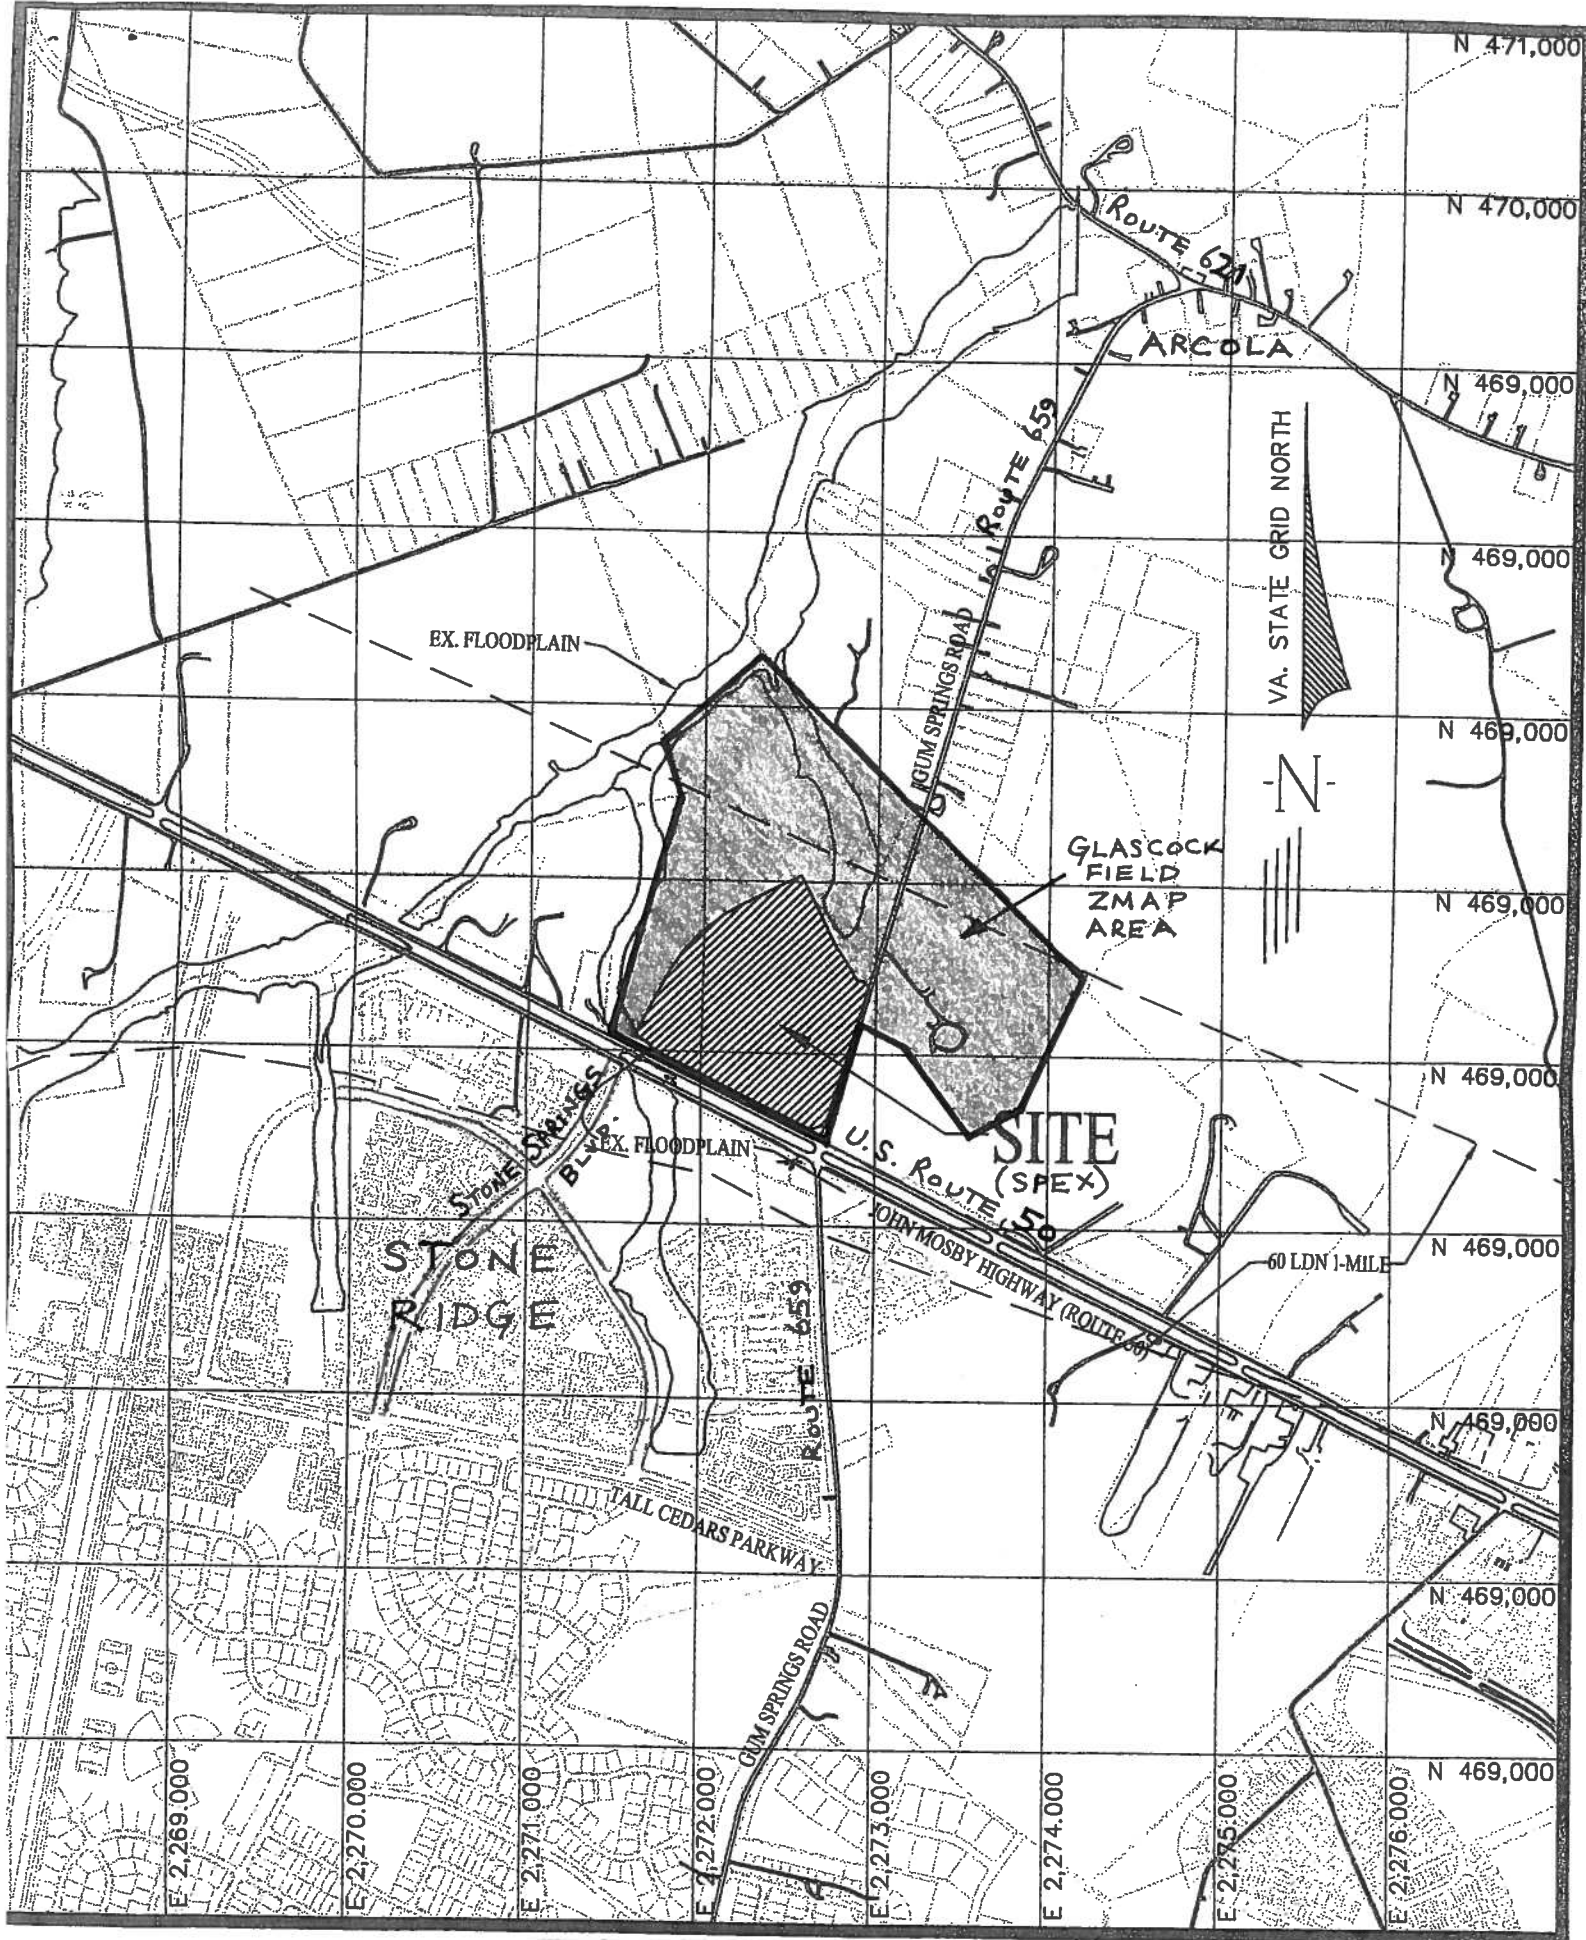 N 471,000
N 470,000
ROUTE 621
ARCOLA
N 469,000
ROUTE 659
VA. STATE GRID NORTH
N 469,000
EX. FLOODPLAIN
GUM SPRINGS ROAD
N 469,000
-N-
GLASCOCK
FIELD
ZMAP
AREA
N 469,000
N 469,000
STONE SPRINGS
BLVD.
EX. FLOODPLAIN
SITE
(SPEX)
U.S. ROUTE 50
JOHN MOSBY HIGHWAY (ROUTE 50)
N 469,000
60 LDN 1-MILE
STONE
RIDGE
ROUTE 659
N 469,000
TALL CEDARS PARKWAY
N 469,000
GUM SPRINGS ROAD
N 469,000
E 2,269.000
E 2,270.000
E 2,271.000
E 2,272.000
E 2,273.000
E 2,274.000
E 2,275.000
E 2,276.000